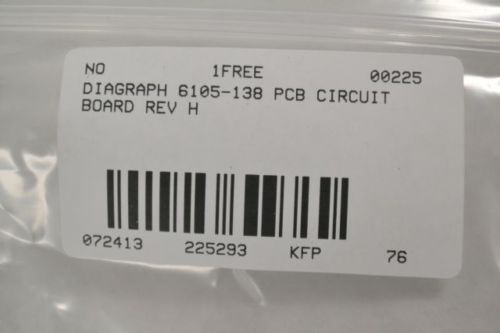 NO 1FREE 00225
DIAGRAPH 6105-138 PCB CIRCUIT
BOARD REV H
072413 225293 KFP 76